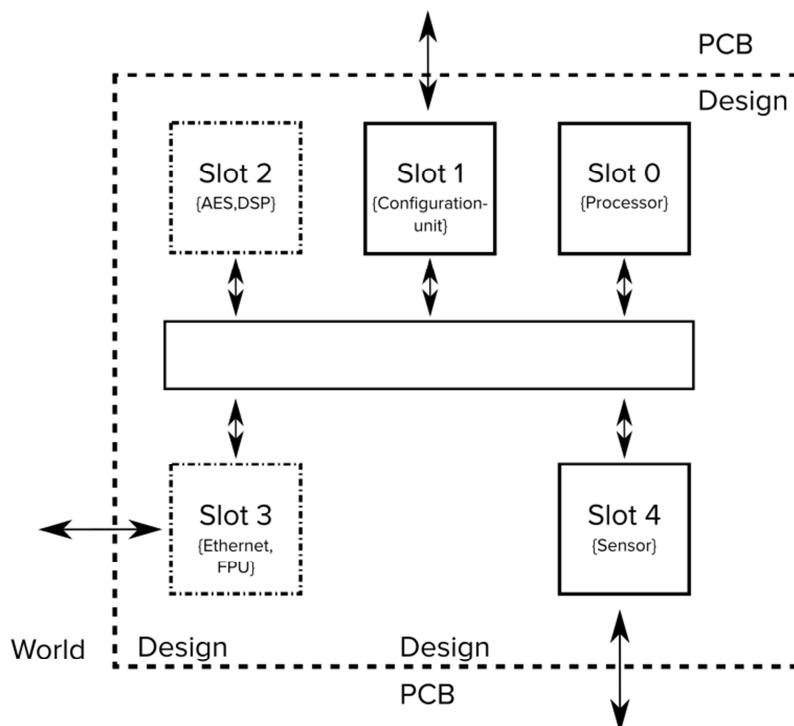 PCB
Design
Slot 2
{AES,DSP}
Slot 1
{Configuration-
unit}
Slot 0
{Processor}
Slot 3
{Ethernet,
FPU}
Slot 4
{Sensor}
World
Design
Design
PCB